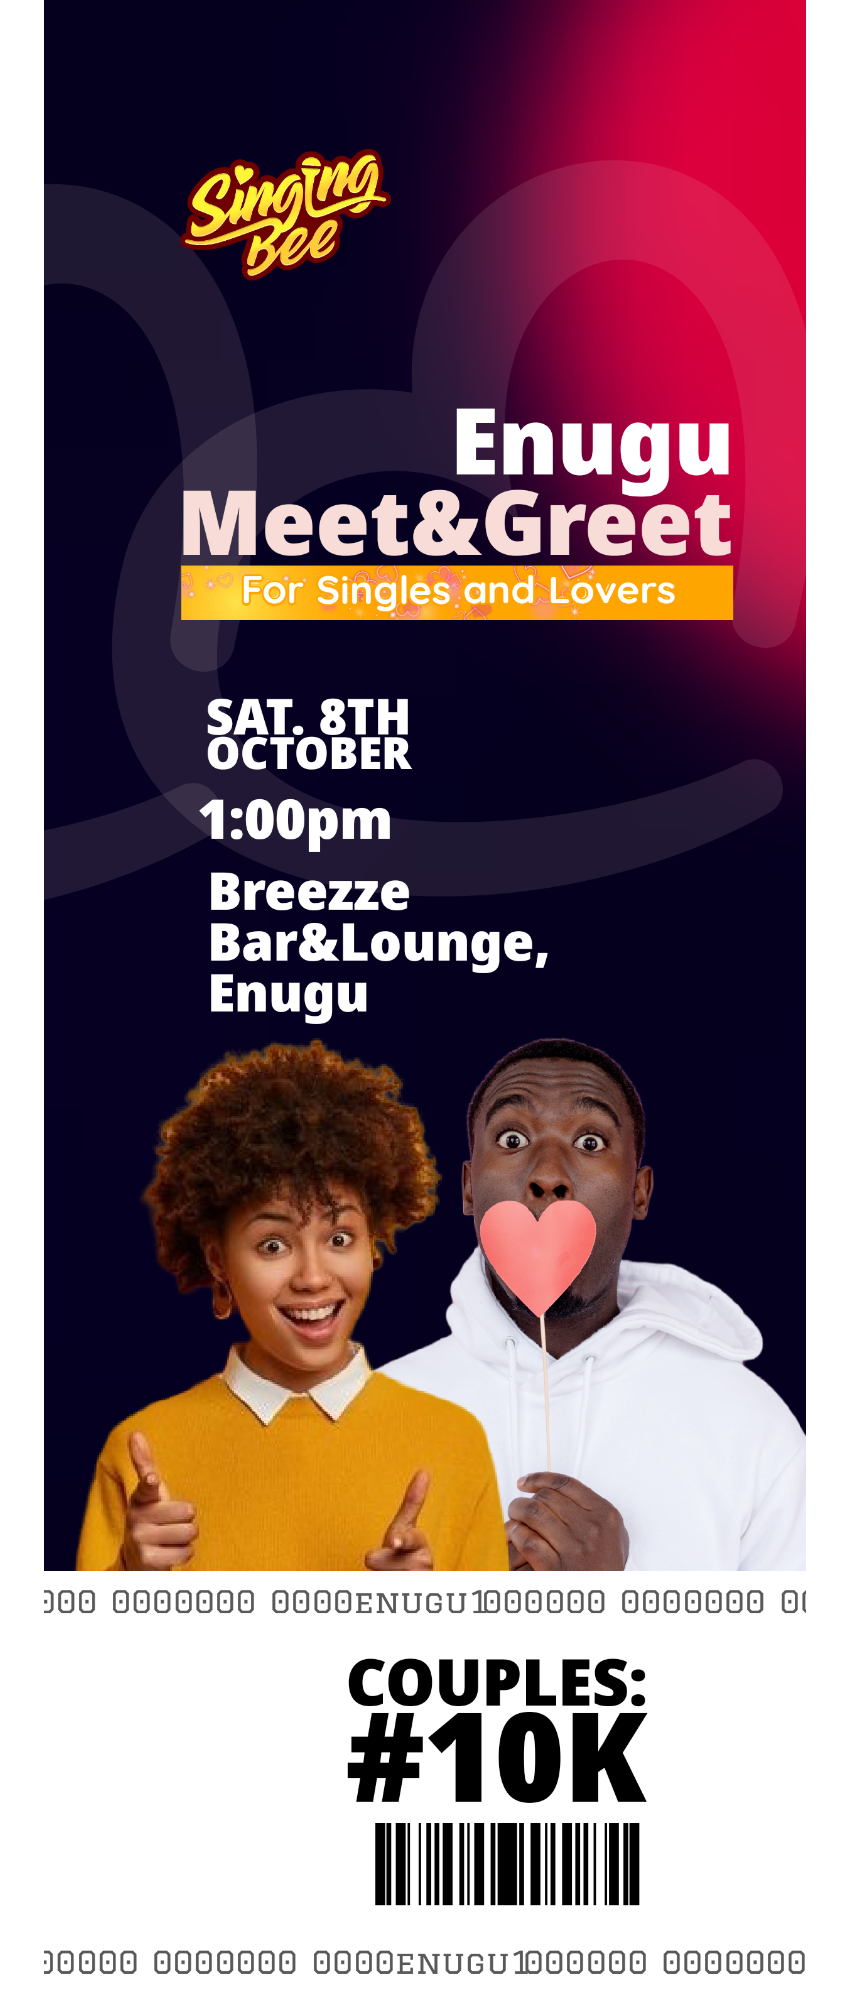 Singing
Bee
Enugu
Meet&Greet
For Singles and Lovers
SAT. 8TH
OCTOBER
1:00pm
Breezze
Bar&Lounge,
Enugu
000 0000000 0000ENUGU1000000 0000000 00
COUPLES:
#10K
00000 0000000 0000ENUGU1000000 0000000